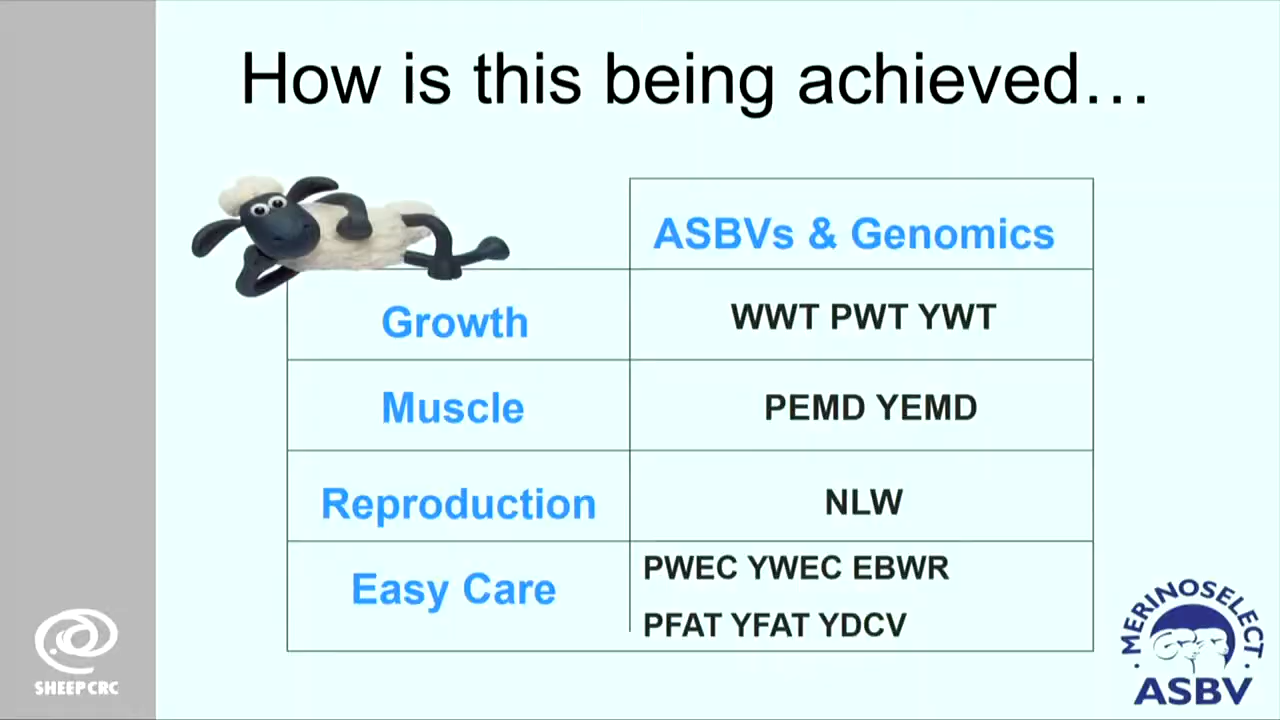 How is this being achieved…
ASBVs & Genomics
Growth
WWT PWT YWT
Muscle
PEMD YEMD
Reproduction
NLW
Easy Care
PWEC YWEC EBWR
PFAT YFAT YDCV
SHEEP CRC
MERINOSELECT
ASBV